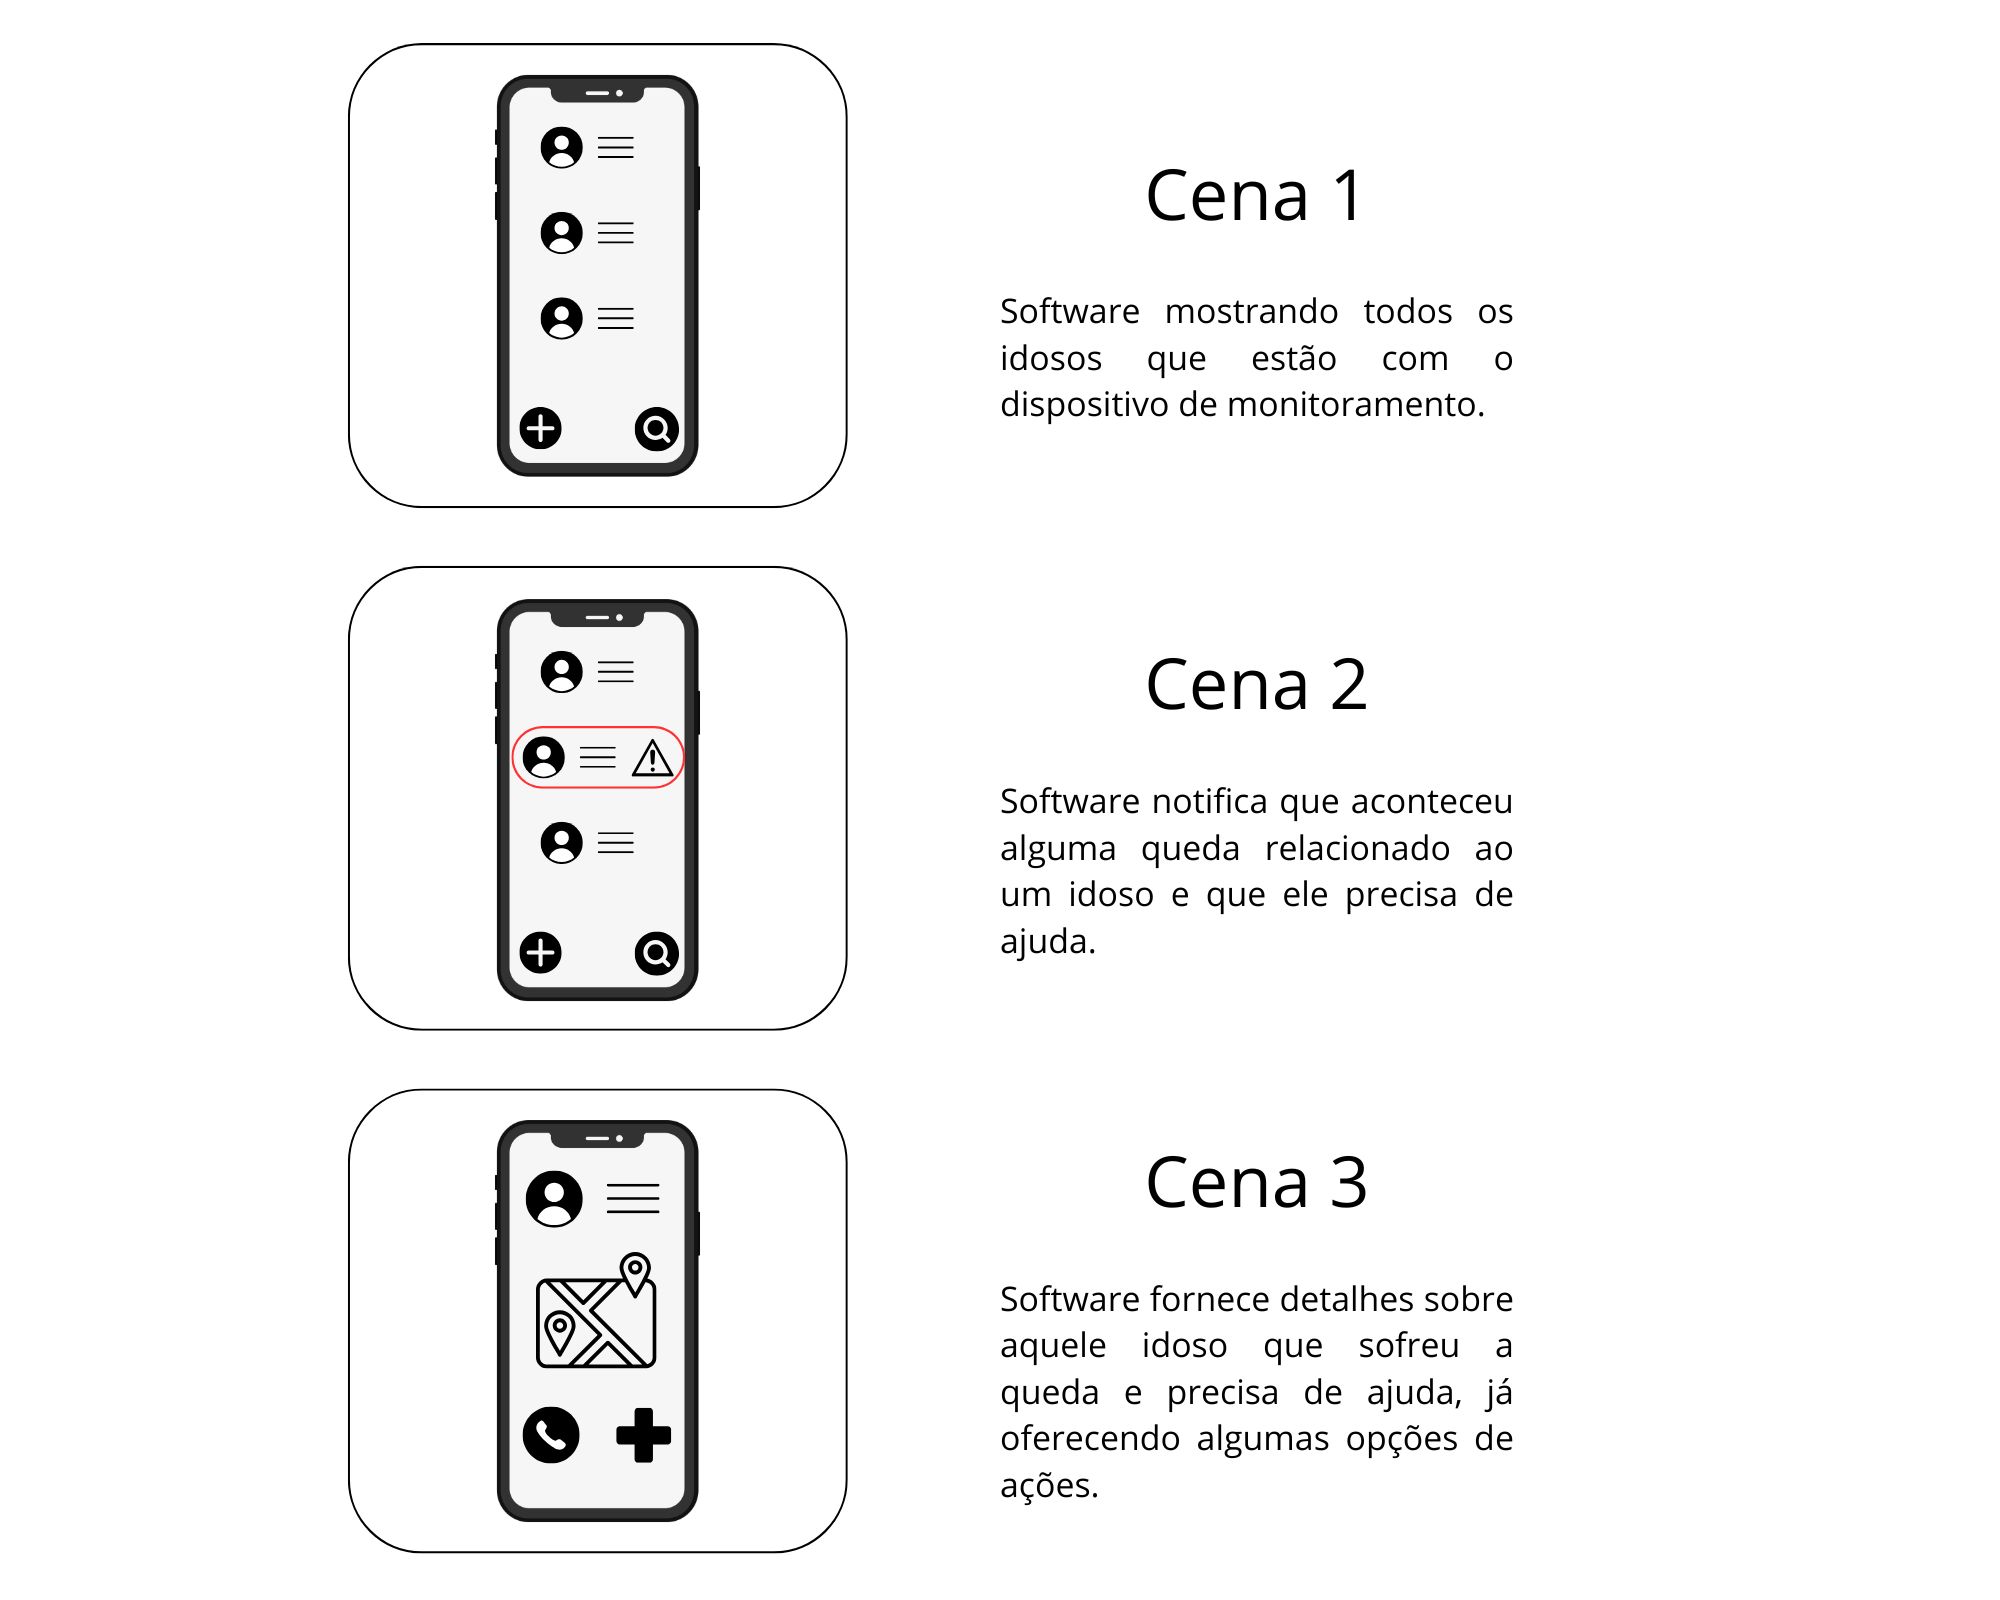 Cena 1
Software mostrando todos os
idosos que estão com o
dispositivo de monitoramento.
Cena 2
Software notifica que aconteceu
alguma queda relacionado ao
um idoso e que ele precisa de
ajuda.
Cena 3
Software fornece detalhes sobre
aquele idoso que sofreu a
queda e precisa de ajuda, já
oferecendo algumas opções de
ações.